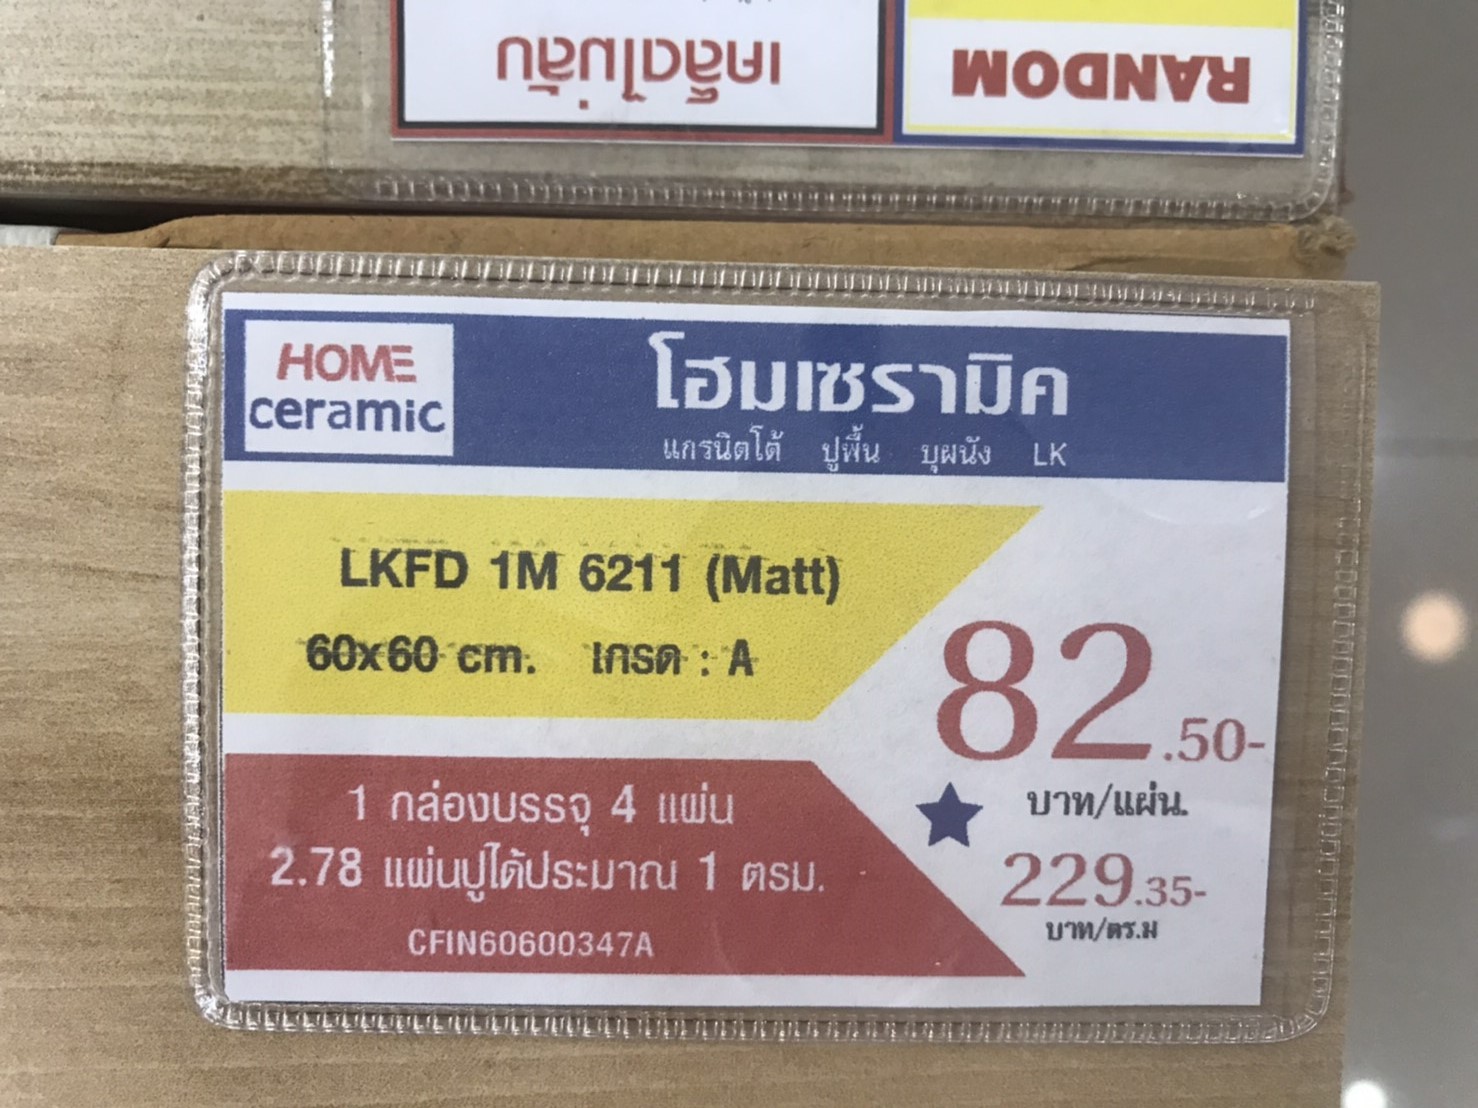 เคลือบไม่ลื่น
RANDOM
HOME
ceramic
โฮมเซรามิค
แกรนิตโต้ ปูพื้น บุผนัง LK
LKFD 1M 6211 (Matt)
60x60 cm. เกรด : A
82.50-
บาท/แผ่น.
1 กล่องบรรจุ 4 แผ่น
2.78 แผ่นปูได้ประมาณ 1 ตรม.
CFIN60600347A
229.35-
บาท/ตร.ม